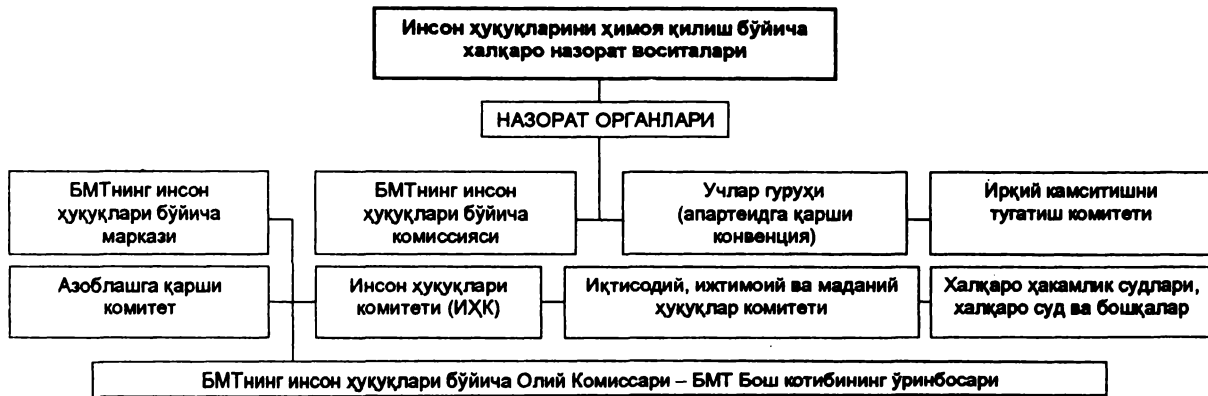 Инсон ҳуқуқларини ҳимоя қилиш бўйича
халқаро назорат воситалари
НАЗОРАТ ОРГАНЛАРИ
БМТнинг инсон
ҳуқуқлари бўйича
маркази
БМТнинг инсон
ҳуқуқлари бўйича
комиссияси
Учлар гуруҳи
(апартеидга қарши
конвенция)
Ирқий камситишни
тугатиш комитети
Азоблашга қарши
комитет
Инсон ҳуқуқлари
комитети (ИҲК)
Иқтисодий, ижтимоий ва маданий
ҳуқуқлар комитети
Халқаро ҳакамлик судлари,
халқаро суд ва бошқалар
БМТнинг инсон ҳуқуқлари бўйича Олий Комиссари – БМТ Бош котибининг ўринбосари